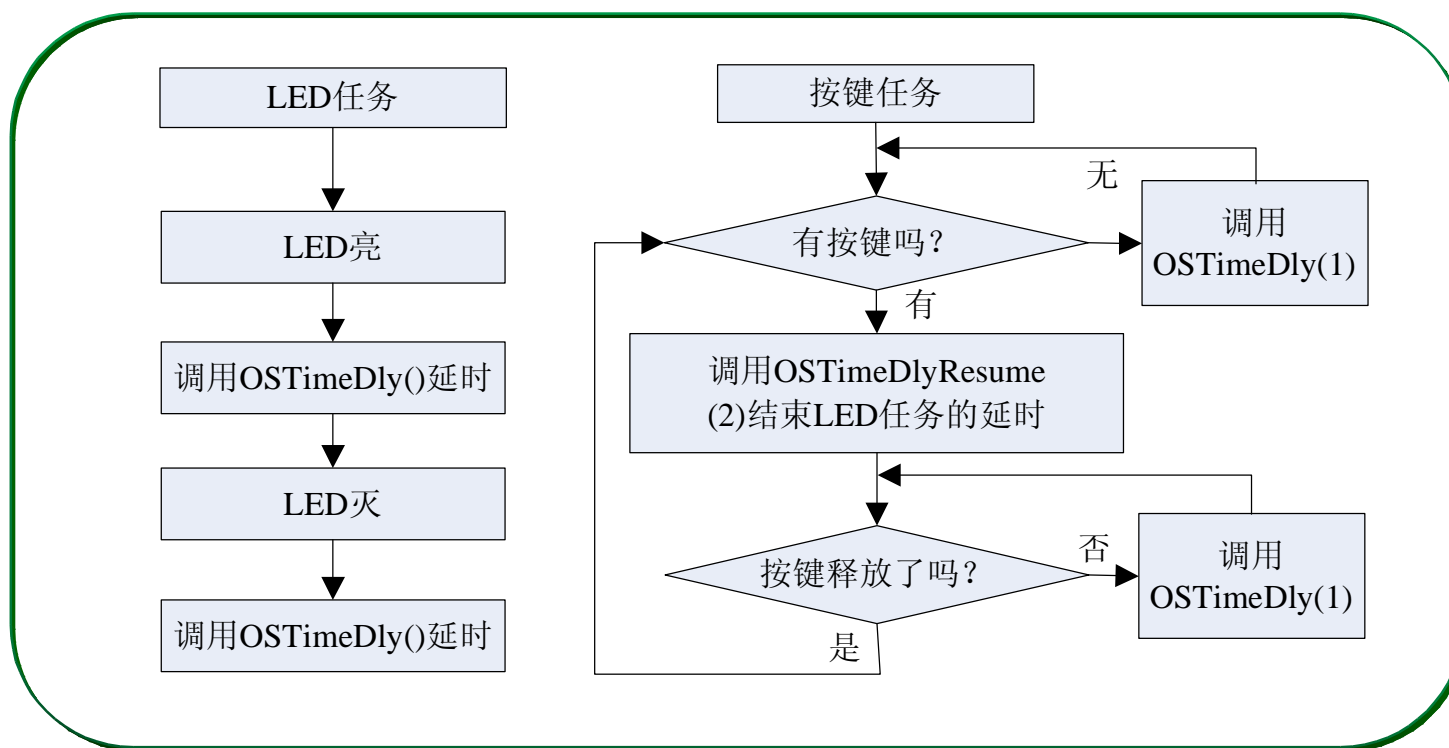 LED任务
LED亮
调用OSTimeDly()延时
LED灭
调用OSTimeDly()延时
按键任务
无
有按键吗？
调用
OSTimeDly(1)
有
调用OSTimeDlyResume
(2)结束LED任务的延时
按键释放了吗？
否
调用
OSTimeDly(1)
是